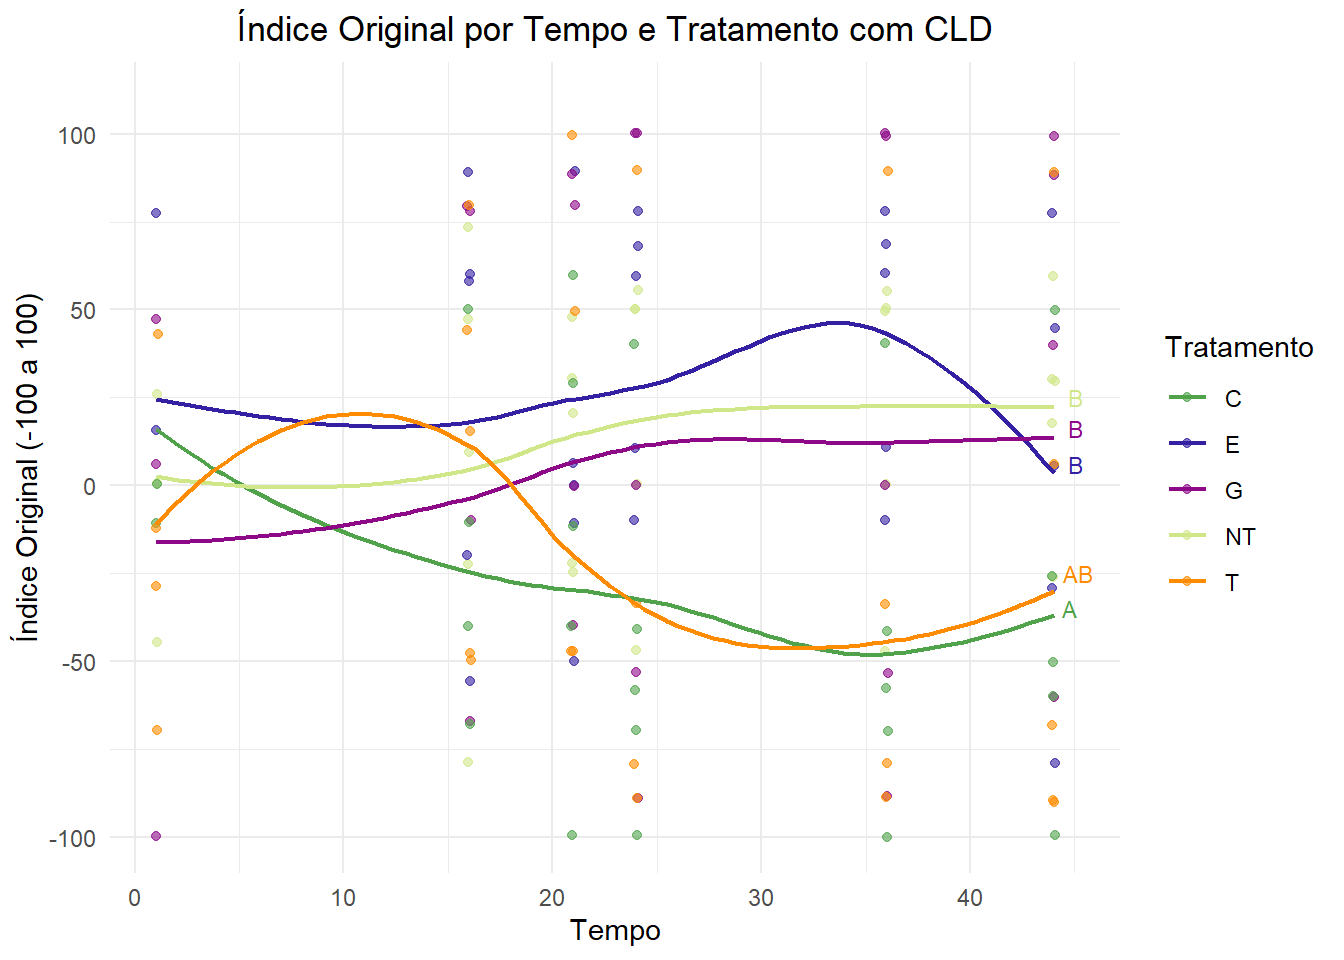 Índice Original por Tempo e Tratamento com CLD
Índice Original (-100 a 100)
100
50
0
-50
-100
B
B
B
AB
A
0
10
20
30
40
Tempo
Tratamento
C
E
G
NT
T